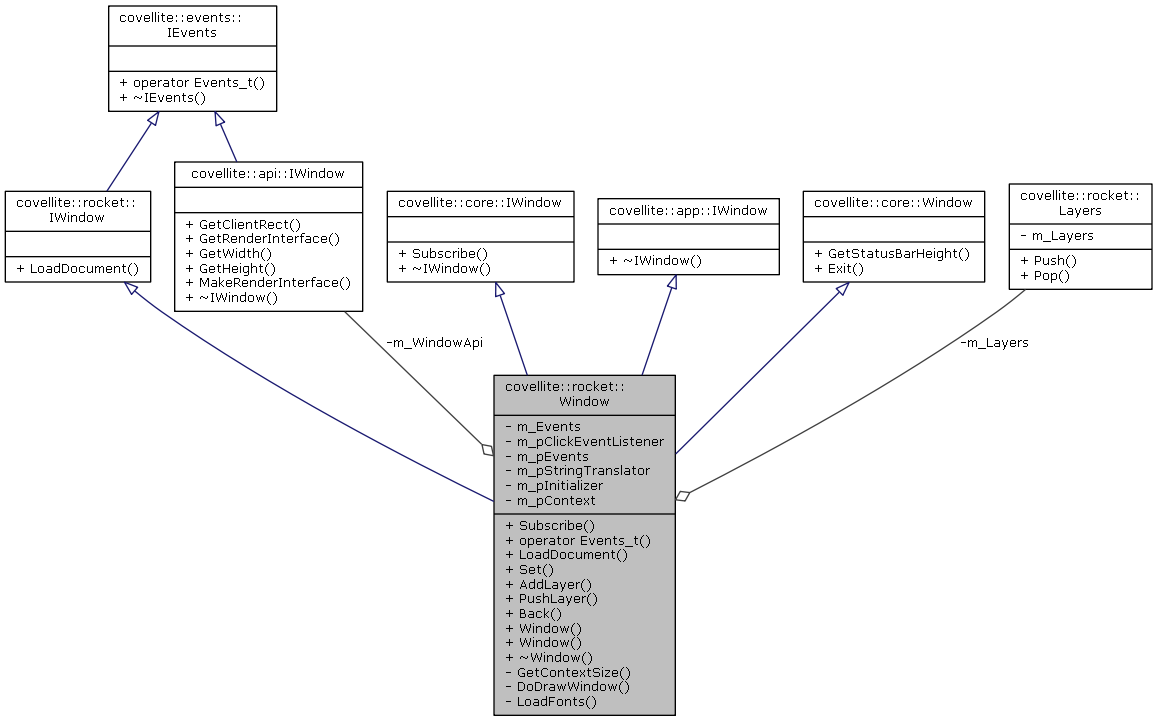 covellite::events::
IEvents
+ operator Events_t()
+ ~IEvents()
covellite::rocket::
IWindow
+ LoadDocument()
covellite::api::IWindow
+ GetClientRect()
+ GetRenderInterface()
+ GetWidth()
+ GetHeight()
+ MakeRenderInterface()
+ ~IWindow()
covellite::core::IWindow
+ Subscribe()
+ ~IWindow()
covellite::app::IWindow
+ ~IWindow()
covellite::core::Window
+ GetStatusBarHeight()
+ Exit()
covellite::rocket::
Layers
- m_Layers
+ Push()
+ Pop()
-m_WindowApi
-m_Layers
covellite::rocket::
Window
- m_Events
- m_pClickEventListener
- m_pEvents
- m_pStringTranslator
- m_pInitializer
- m_pContext
+ Subscribe()
+ operator Events_t()
+ LoadDocument()
+ Set()
+ AddLayer()
+ PushLayer()
+ Back()
+ Window()
+ Window()
+ ~Window()
- GetContextSize()
- DoDrawWindow()
- LoadFonts()